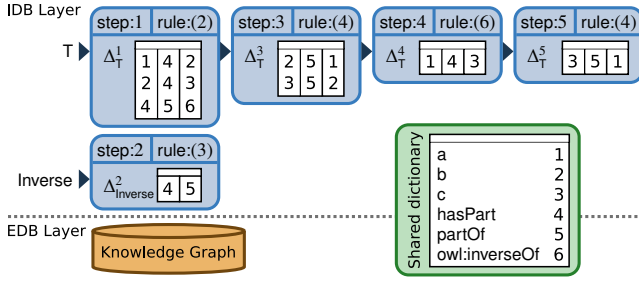 IDB Layer
step:1 rule:(2) step:3 rule:(4) step:4 rule:(6) step:5 rule:(4)
T Δ¹T Δ³T Δ⁴T Δ⁵T
1 4 2 2 5 1 1 4 3 3 5 1
2 4 3 3 5 2
4 5 6
step:2 rule:(3)
Inverse Δ²Inverse 4 5
EDB Layer
Knowledge Graph
Shared dictionary
a 1
b 2
c 3
hasPart 4
partOf 5
owl:inverseOf 6